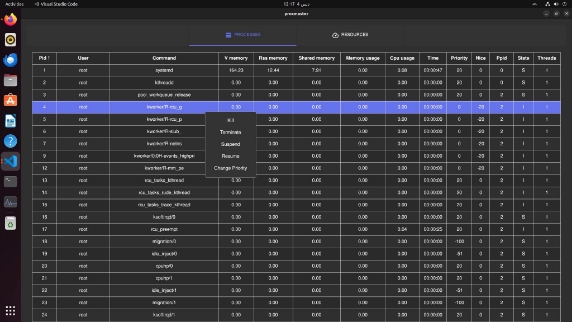 Activities Visual Studio Code 12:17 4 دس
processkar
PROCESSES RESOURCES
Pid ↑ User Command V memory Res memory Shared memory Memory usage Cpu usage Time Priority Nice Ppid State Threads
1 root systemd 164.23 12.44 7.91 0.00 0.08 00:00:47 20 0 0 S 1
2 root kthreadd 0.00 0.00 0.00 0.00 0.00 00:00:00 20 0 0 S 1
3 root pool_workqueue_release 0.00 0.00 0.00 0.00 0.00 00:00:00 20 0 2 S 1
4 root kworker/R-rcu_g 0.00 0.00 0.00 0.00 0.00 00:00:00 0 -20 2 I 1
5 root kworker/R-rcu_p 0.00 0.00 0.00 0.00 00:00:00 0 -20 2 I 1
Kill
6 root kworker/R-slub_ 0.00 0.00 0.00 0.00 00:00:00 0 -20 2 I 1
Terminate
7 root kworker/R-netns 0.00 0.00 0.00 0.00 00:00:00 0 -20 2 I 1
Suspend
9 root kworker/0:0H-events_highpri 0.00 0.00 0.00 0.00 00:00:00 0 -20 2 I 1
Resume
12 root kworker/R-mm_pe 0.00 0.00 0.00 0.00 00:00:00 0 -20 2 I 1
Change Priority
13 root rcu_tasks_kthread 0.00 0.00 0.00 0.00 0.00 00:00:00 20 0 2 I 1
14 root rcu_tasks_rude_kthread 0.00 0.00 0.00 0.00 0.00 00:00:00 20 0 2 I 1
15 root rcu_tasks_trace_kthread 0.00 0.00 0.00 0.00 0.00 00:00:00 20 0 2 I 1
16 root ksoftirqd/0 0.00 0.00 0.00 0.00 0.00 00:00:00 20 0 2 S 1
17 root rcu_preempt 0.00 0.00 0.00 0.00 0.04 00:00:25 20 0 2 I 1
18 root migration/0 0.00 0.00 0.00 0.00 0.00 00:00:00 -100 0 2 S 1
19 root idle_inject/0 0.00 0.00 0.00 0.00 0.00 00:00:00 -51 0 2 S 1
20 root cpuhp/0 0.00 0.00 0.00 0.00 0.00 00:00:00 20 0 2 S 1
21 root cpuhp/1 0.00 0.00 0.00 0.00 0.00 00:00:00 20 0 2 S 1
22 root idle_inject/1 0.00 0.00 0.00 0.00 0.00 00:00:00 -51 0 2 S 1
23 root migration/1 0.00 0.00 0.00 0.00 0.00 00:00:00 -100 0 2 S 1
24 root ksoftirqd/1 0.00 0.00 0.00 0.00 0.00 00:00:00 20 0 2 S 1